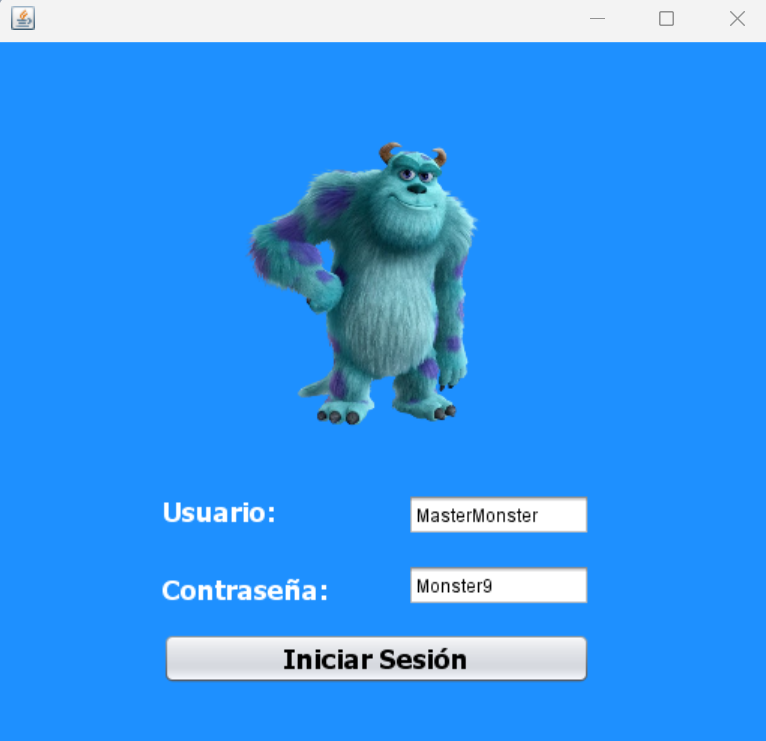 Usuario:
MasterMonster
Contraseña:
Monster9
Iniciar Sesión